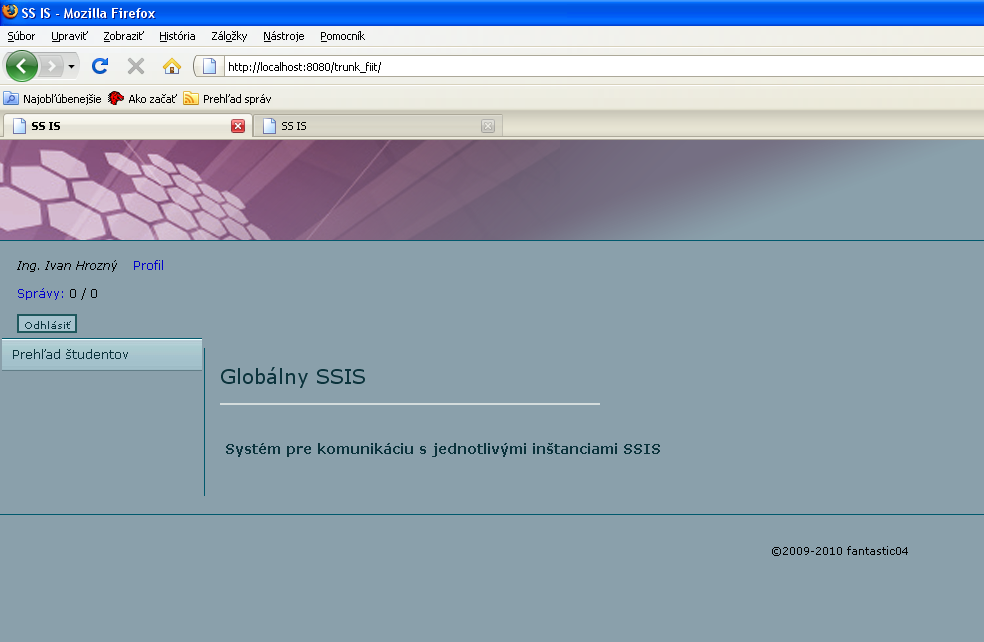 SS IS - Mozilla Firefox
Súbor Upraviť Zobraziť História Záložky Nástroje Pomocník
http://localhost:8080/trunk_fiit/
Najobľúbenejšie Ako začať Prehľad správ
SS IS SS IS
Ing. Ivan Hrozný Profil
Správy: 0 / 0
Odhlásiť
Prehľad študentov
Globálny SSIS
Systém pre komunikáciu s jednotlivými inštanciami SSIS
©2009-2010 fantastic04